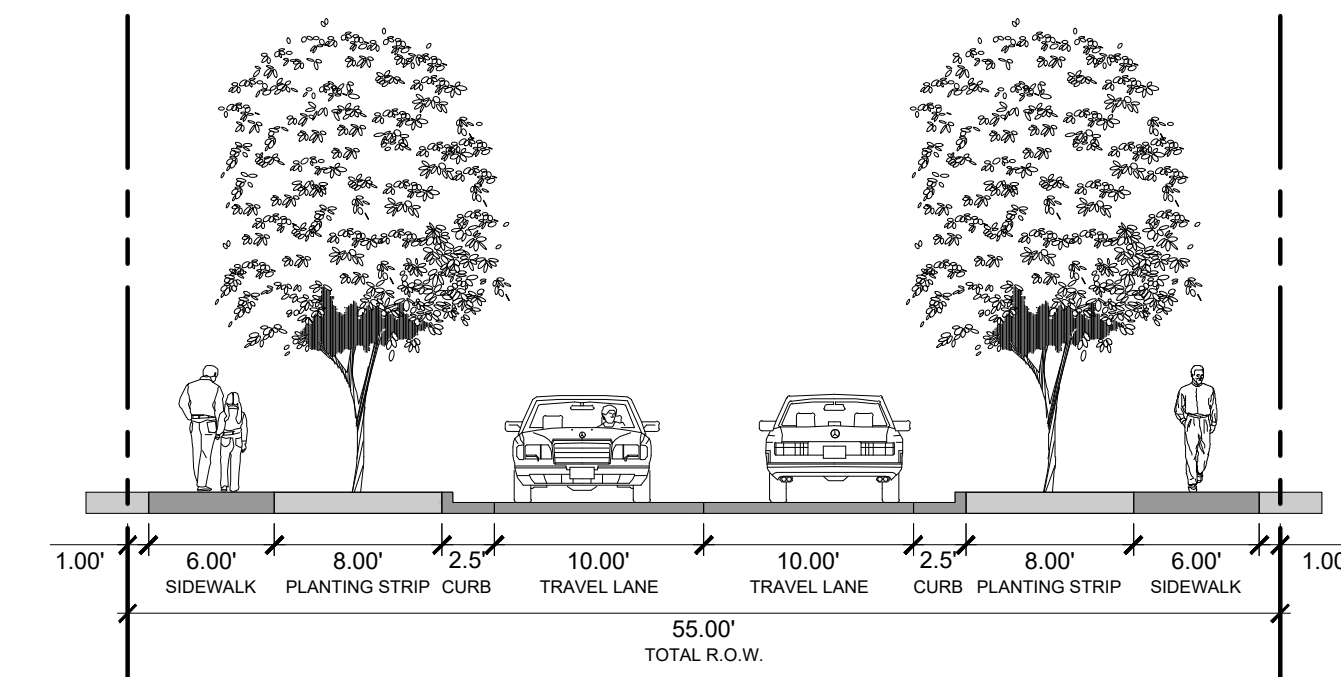 1.00' 6.00' 8.00' 2.5' 10.00' 10.00' 2.5' 8.00' 6.00' 1.00
SIDEWALK PLANTING STRIP CURB TRAVEL LANE TRAVEL LANE CURB PLANTING STRIP SIDEWALK
55.00'
TOTAL R.O.W.